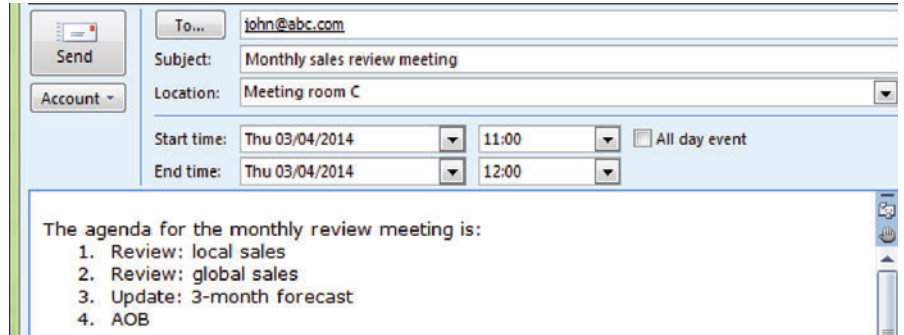 Send
Account
To... john@abc.com
Subject: Monthly sales review meeting
Location: Meeting room C
Start time: Thu 03/04/2014 11:00 All day event
End time: Thu 03/04/2014 12:00
The agenda for the monthly review meeting is:
1. Review: local sales
2. Review: global sales
3. Update: 3-month forecast
4. AOB